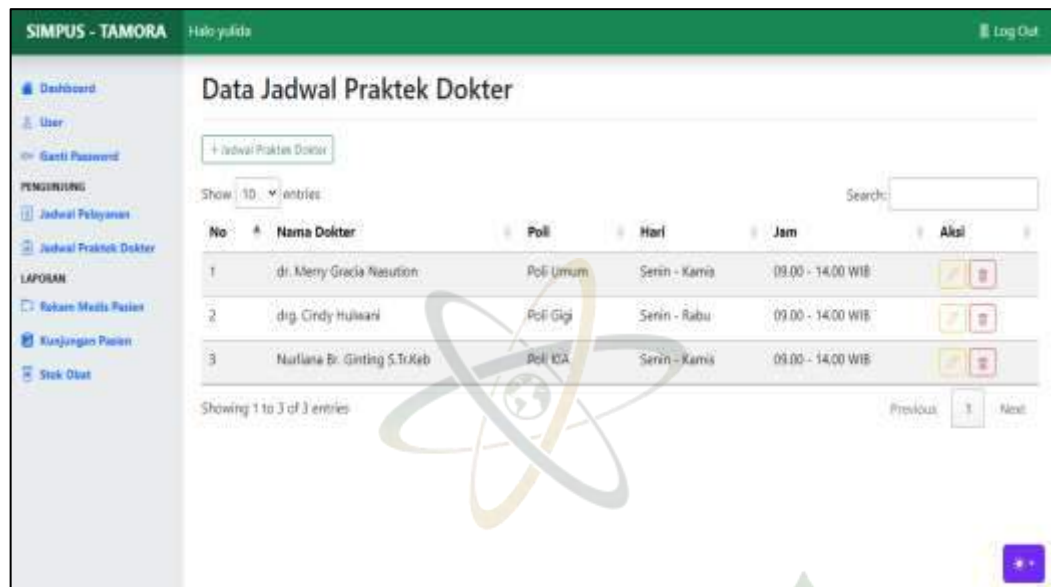 SIMPUS - TAMORA Halo yulida Log Out
Dashboard
User
Ganti Password
PENGUNJUNG
Jadwal Pelayanan
Jadwal Praktek Dokter
LAPORAN
Rekam Medis Pasien
Kunjungan Pasien
Stok Obat
Data Jadwal Praktek Dokter
+ Jadwal Praktek Dokter
Show 10 entries Search:
No Nama Dokter Poli Hari Jam Aksi
1 dr. Merry Gracia Nasution Poli Umum Senin - Kamis 09.00 - 14.00 WIB
2 drg. Cindy Poli Gigi Senin - Rabu 09.00 - 14.00 WIB
3 Nurliana Br. Ginting S.Tr.Keb Poli KIA Senin - Kamis 09.00 - 14.00 WIB
Showing 1 to 3 of 3 entries Previous 1 Next